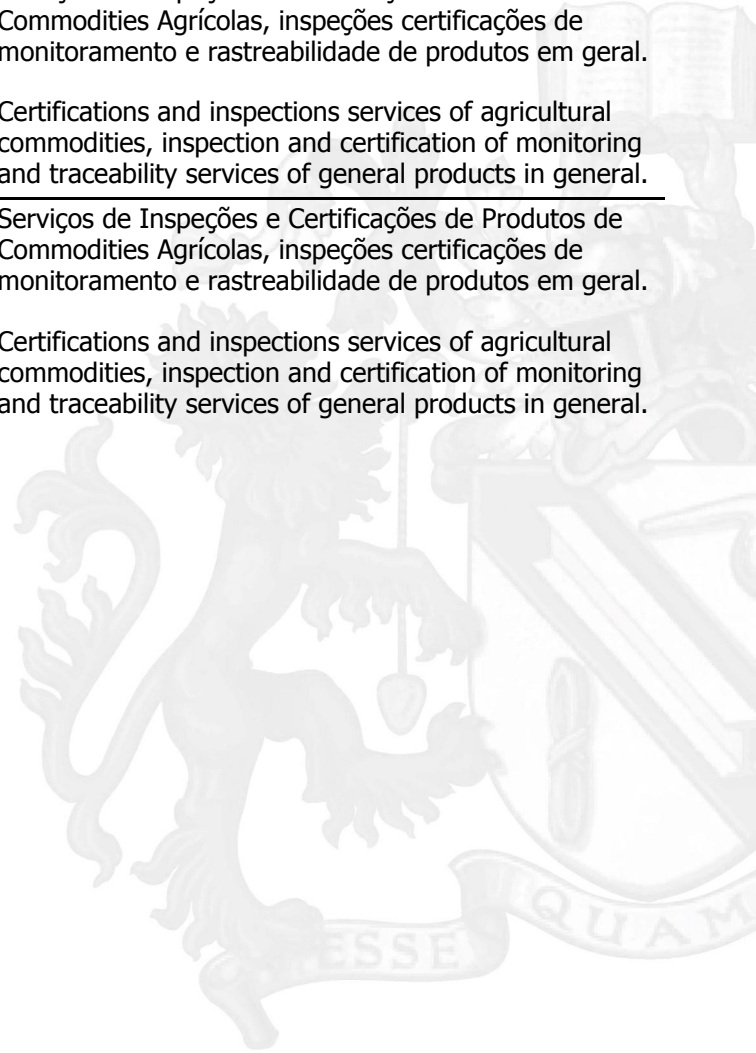 Commodities Agrícolas, inspeções certificações de
monitoramento e rastreabilidade de produtos em geral.
Certifications and inspections services of agricultural
commodities, inspection and certification of monitoring
and traceability services of general products in general.
Serviços de Inspeções e Certificações de Produtos de
Commodities Agrícolas, inspeções certificações de
monitoramento e rastreabilidade de produtos em geral.
Certifications and inspections services of agricultural
commodities, inspection and certification of monitoring
and traceability services of general products in general.
ESSE QUAM